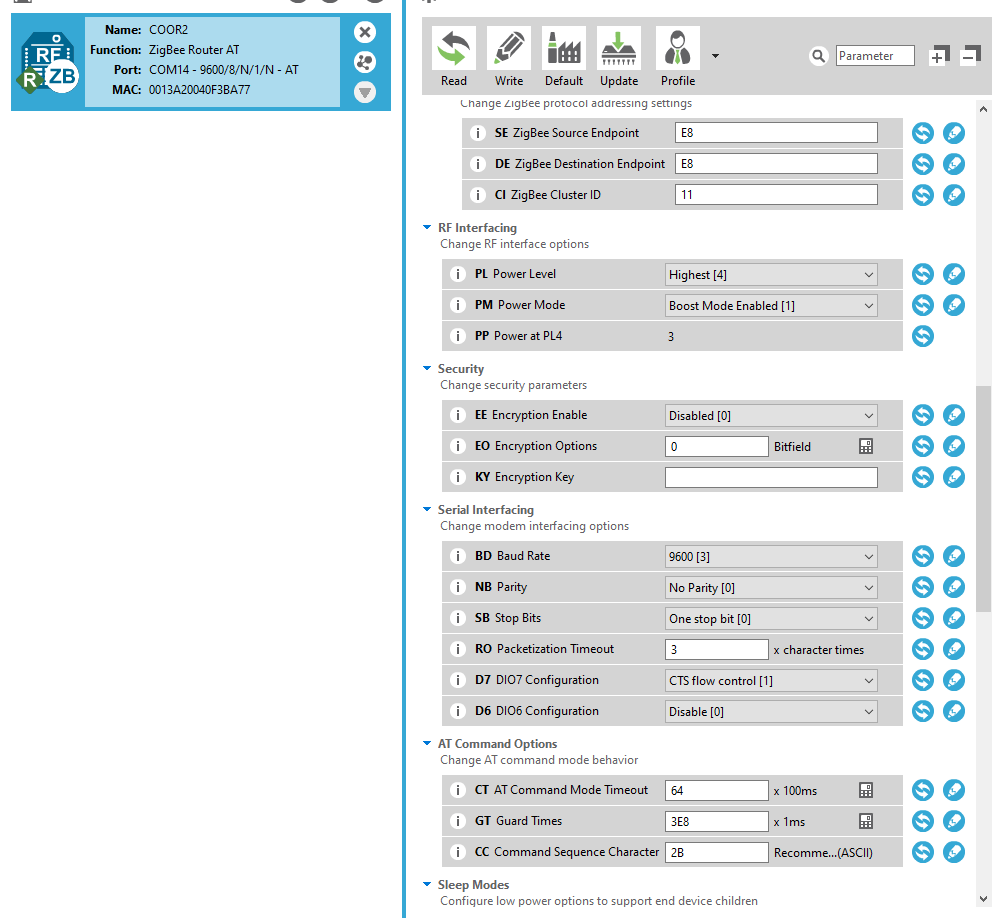 RF
R
ZB
Name: COOR2
Function: ZigBee Router AT
Port: COM14 - 9600/8/N/1/N - AT
MAC: 0013A20040F3BA77
Read Write Default Update Profile Parameter
Change ZigBee protocol addressing settings
i SE ZigBee Source Endpoint E8
i DE ZigBee Destination Endpoint E8
i CI ZigBee Cluster ID 11
RF Interfacing
Change RF interface options
i PL Power Level Highest [4]
i PM Power Mode Boost Mode Enabled [1]
i PP Power at PL4 3
Security
Change security parameters
i EE Encryption Enable Disabled [0]
i EO Encryption Options 0 Bitfield
i KY Encryption Key
Serial Interfacing
Change modem interfacing options
i BD Baud Rate 9600 [3]
i NB Parity No Parity [0]
i SB Stop Bits One stop bit [0]
i RO Packetization Timeout 3 x character times
i D7 DIO7 Configuration CTS flow control [1]
i D6 DIO6 Configuration Disable [0]
AT Command Options
Change AT command mode behavior
i CT AT Command Mode Timeout 64 x 100ms
i GT Guard Times 3E8 x 1ms
i CC Command Sequence Character 2B Recomme...(ASCII)
Sleep Modes
Configure low power options to support end device children